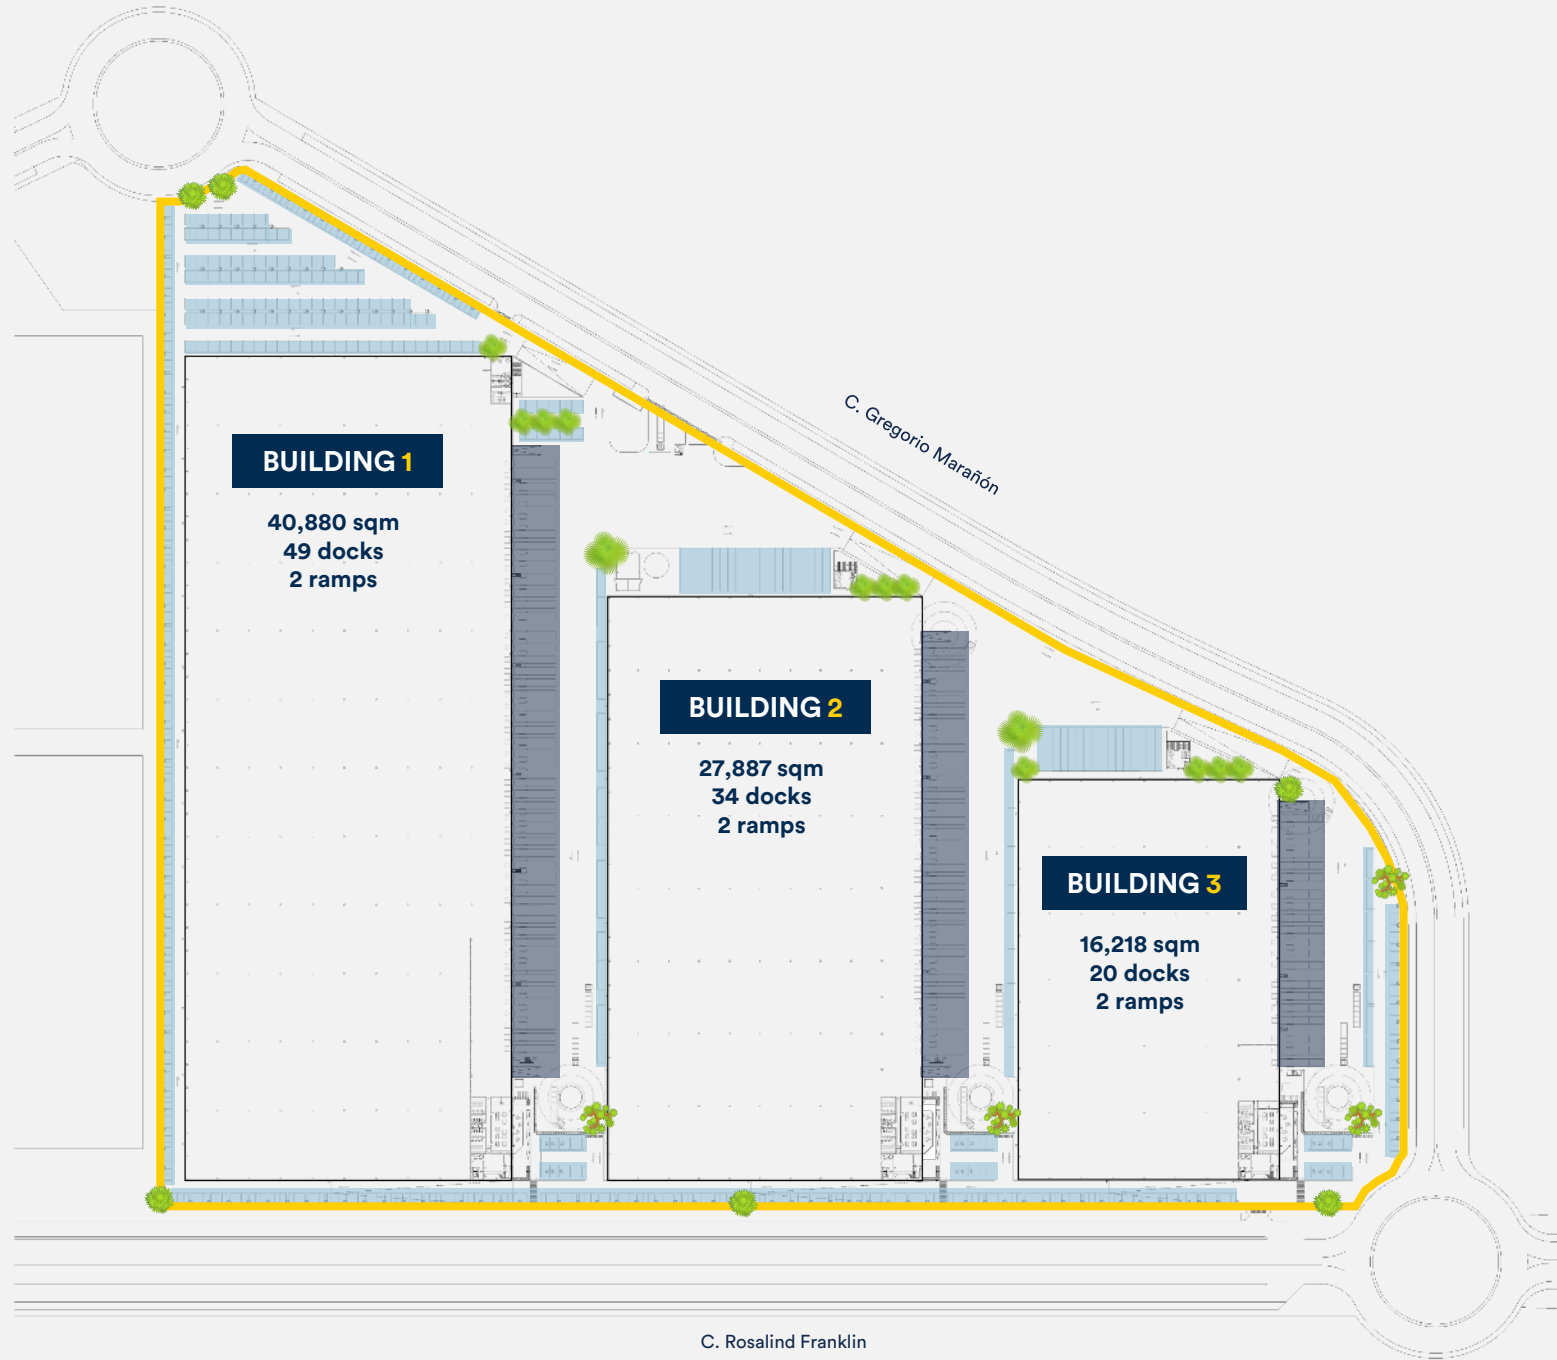 C. Gregorio Marañón
BUILDING 1
40,880 sqm
49 docks
2 ramps
BUILDING 2
27,887 sqm
34 docks
2 ramps
BUILDING 3
16,218 sqm
20 docks
2 ramps
C. Rosalind Franklin